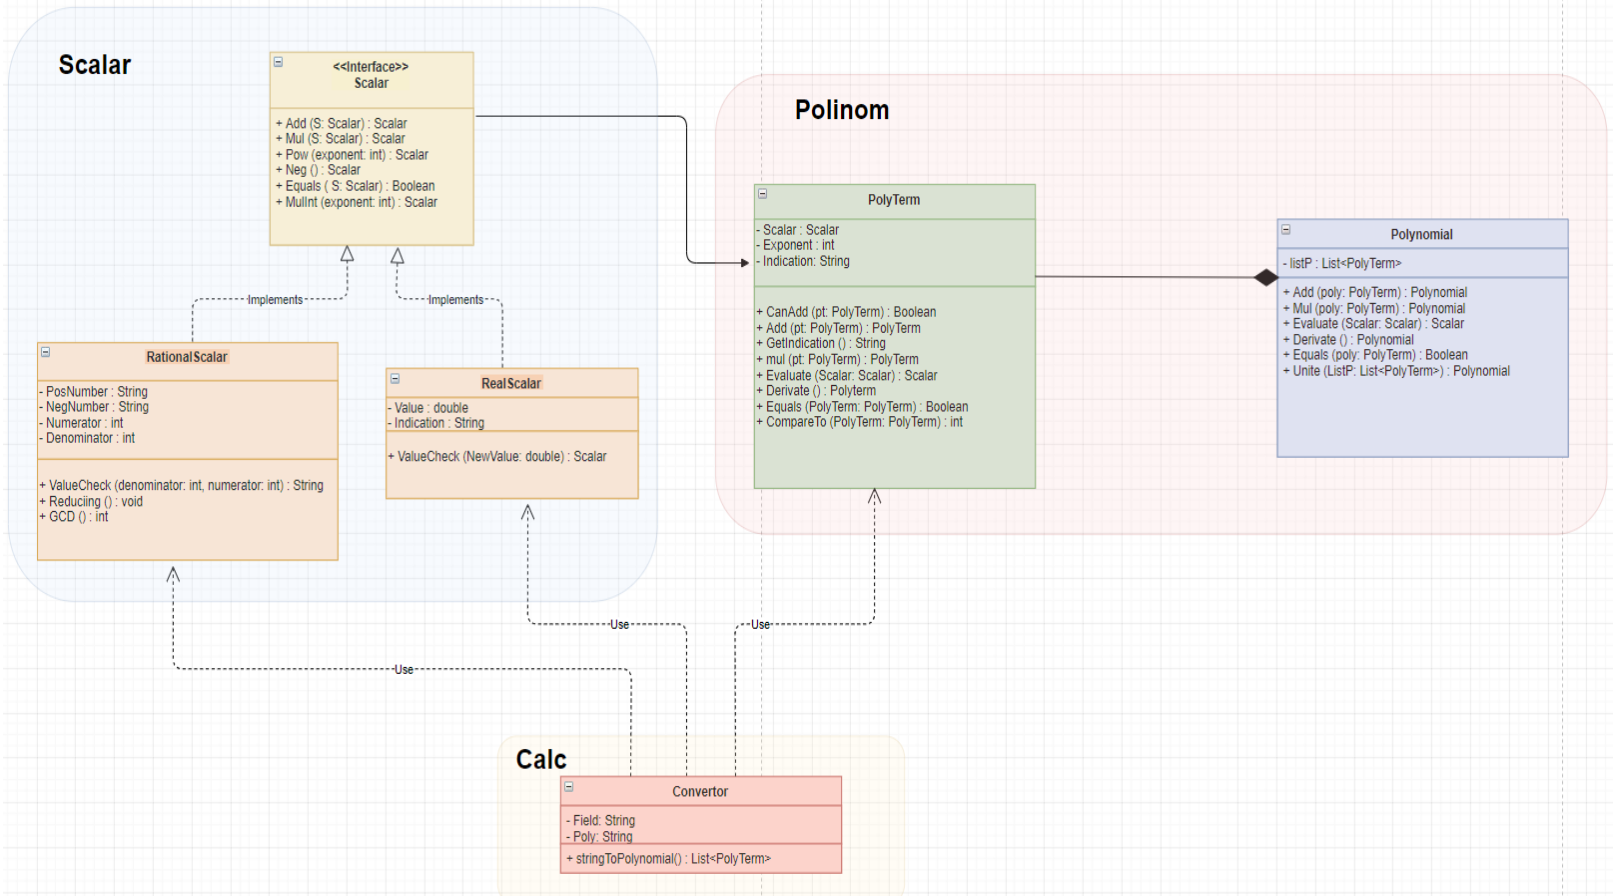 Scalar
<<Interface>>
Scalar
+ Add (S: Scalar) : Scalar
+ Mul (S: Scalar) : Scalar
+ Pow (exponent: int) : Scalar
+ Neg () : Scalar
+ Equals ( S: Scalar) : Boolean
+ MulInt (exponent: int) : Scalar
Implements
Implements
RationalScalar
- PosNumber : String
- NegNumber : String
- Numerator : int
- Denominator : int
+ ValueCheck (denominator: int, numerator: int) : String
+ Reduciing () : void
+ GCD () : int
RealScalar
- Value : double
- Indication : String
+ ValueCheck (NewValue: double) : Scalar
Polinom
PolyTerm
- Scalar : Scalar
- Exponent : int
- Indication: String
+ CanAdd (pt: PolyTerm) : Boolean
+ Add (pt: PolyTerm) : PolyTerm
+ GetIndication () : String
+ mul (pt: PolyTerm) : PolyTerm
+ Evaluate (Scalar: Scalar) : Scalar
+ Derivate () : Polyterm
+ Equals (PolyTerm: PolyTerm) : Boolean
+ CompareTo (PolyTerm: PolyTerm) : int
Polynomial
- listP : List<PolyTerm>
+ Add (poly: PolyTerm) : Polynomial
+ Mul (poly: PolyTerm) : Polynomial
+ Evaluate (Scalar: Scalar) : Scalar
+ Derivate () : Polynomial
+ Equals (poly: PolyTerm) : Boolean
+ Unite (ListP: List<PolyTerm>) : Polynomial
Use
Use
Use
Calc
Convertor
- Field: String
- Poly: String
+ stringToPolynomial() : List<PolyTerm>